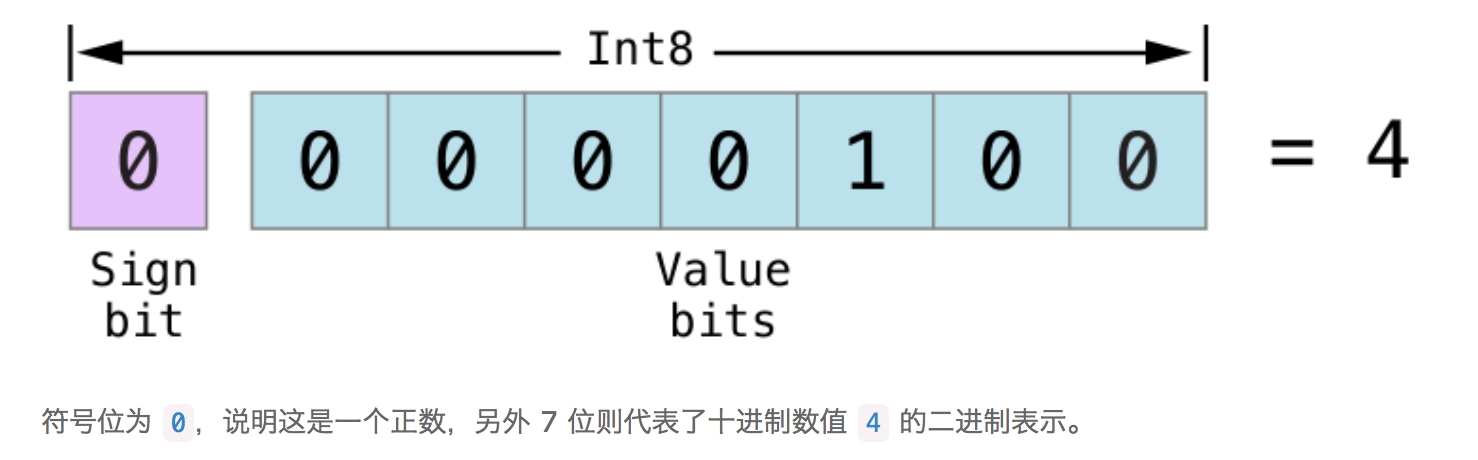 Int8
0 0 0 0 0 1 0 0 = 4
Sign bit
Value bits
符号位为 0，说明这是一个正数，另外 7 位则代表了十进制数值 4 的二进制表示。